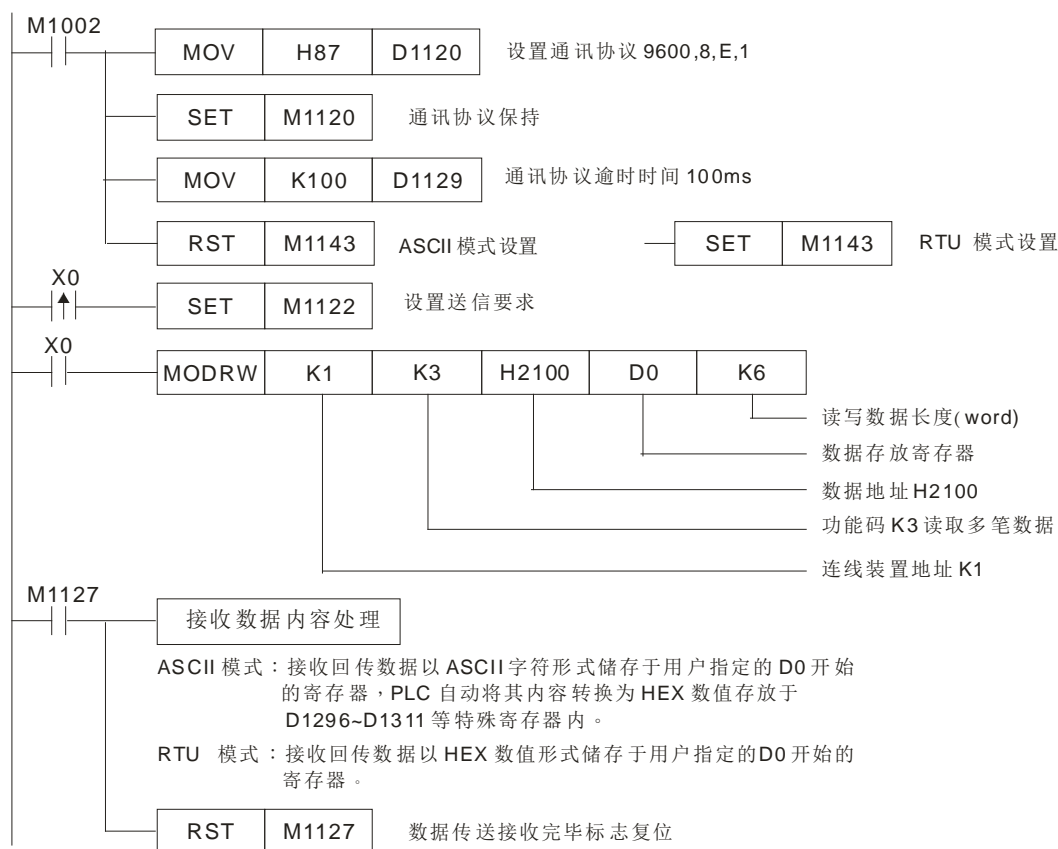 M1002
MOV H87 D1120 设置通讯协议 9600,8,E,1
SET M1120 通讯协议保持
MOV K100 D1129 通讯协议逾时时间 100ms
RST M1143 ASCII 模式设置 SET M1143 RTU 模式设置
X0
SET M1122 设置送信要求
X0
MODRW K1 K3 H2100 D0 K6
读写数据长度(word)
数据存放寄存器
数据地址H2100
功能码 K3 读取多笔数据
连线装置地址 K1
M1127
接收数据内容处理
ASCII 模式：接收回传数据以 ASCII 字符形式储存于用户指定的 D0 开始
的寄存器，PLC 自动将其内容转换为 HEX 数值存放于
D1296~D1311 等特殊寄存器内。
RTU 模式：接收回传数据以 HEX 数值形式储存于用户指定的D0 开始的
寄存器。
RST M1127 数据传送接收完毕标志复位